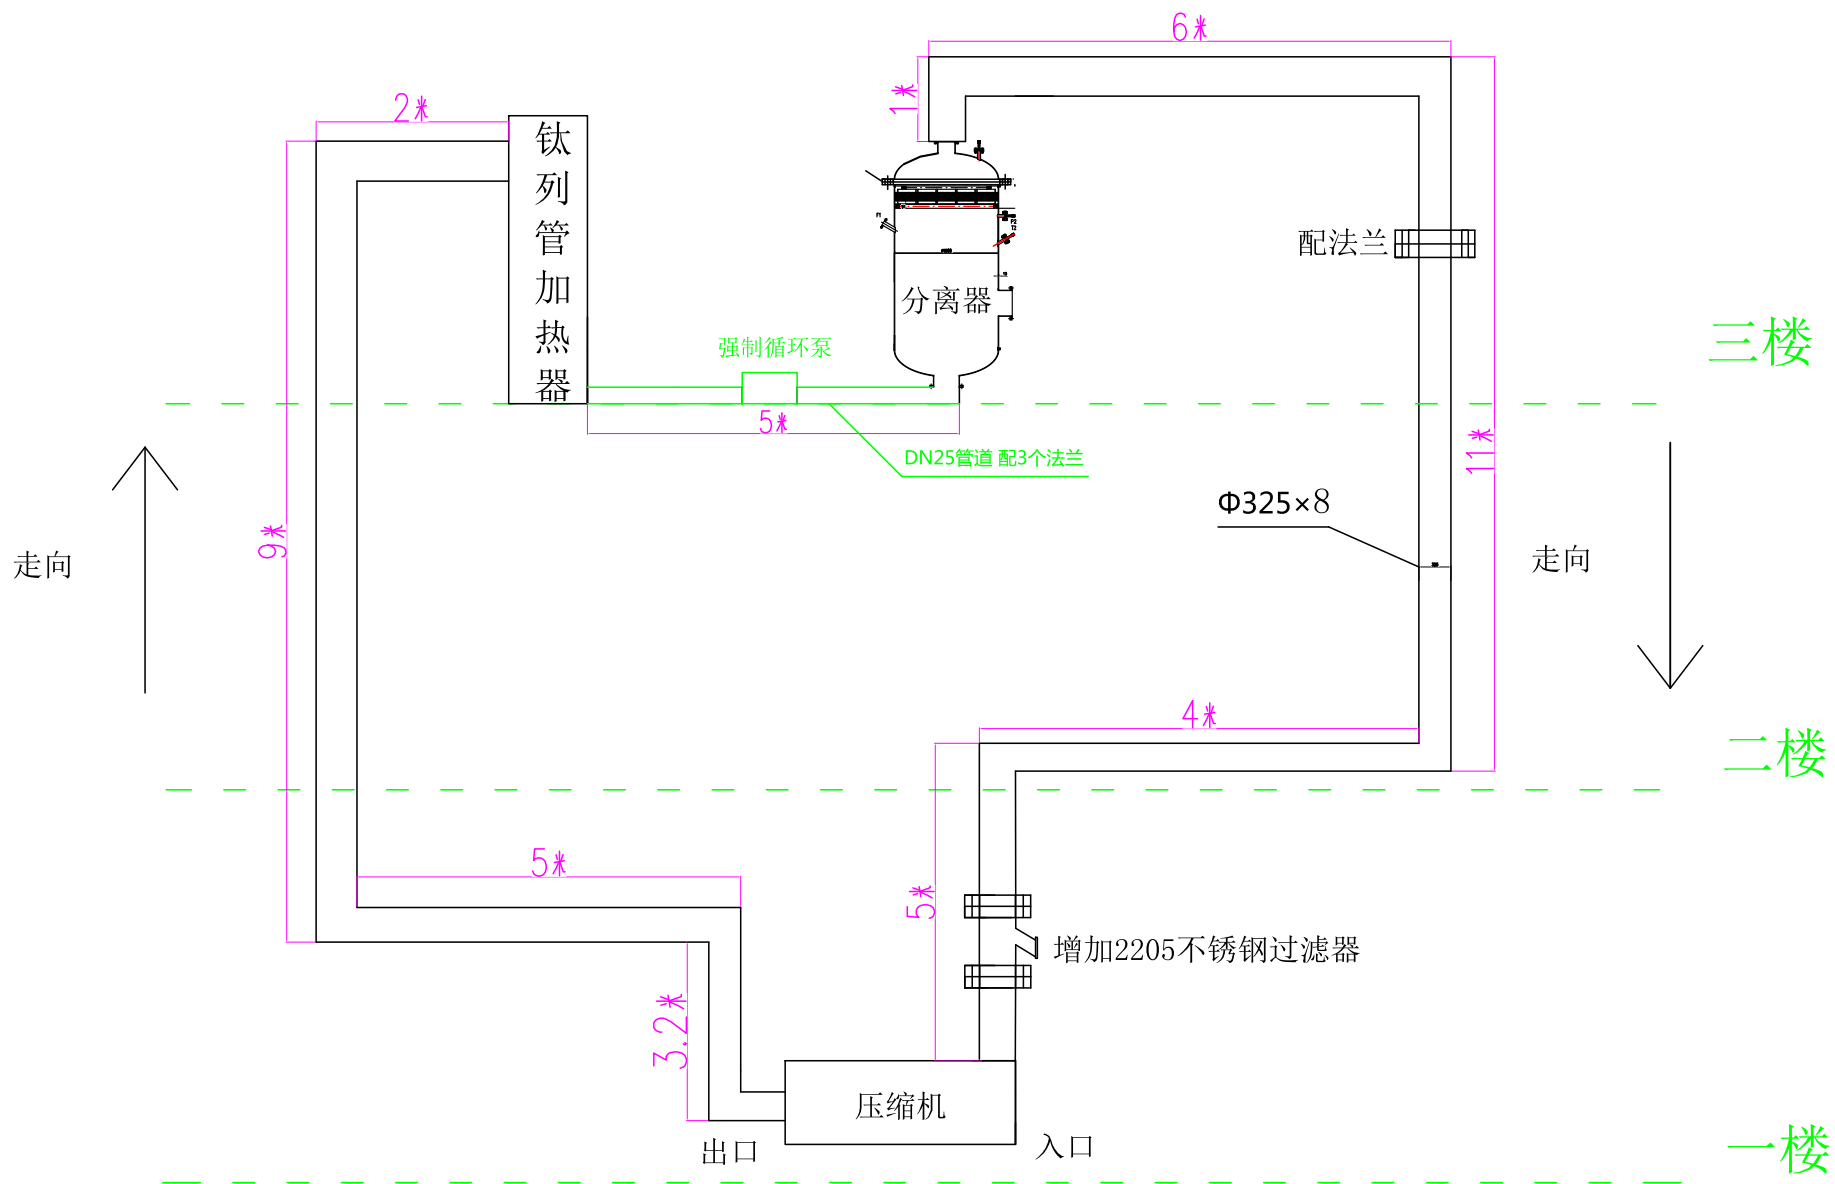 6米
1米
2米
钛列管加热器
配法兰
分离器
三楼
强制循环泵
5米
DN25管道 配3个法兰
11米
Φ325×8
9米
走向
走向
4米
二楼
5米
5米
增加2205不锈钢过滤器
3.2米
压缩机
出口
入口
一楼